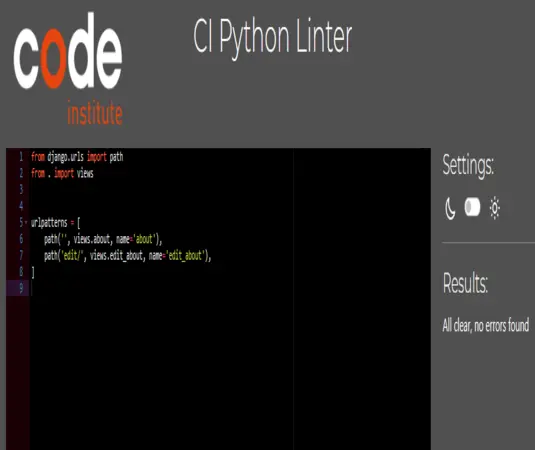 code
institute
CI Python Linter
1 from django.urls import path
2 from . import views
3
4
5 urlpatterns = [
6     path('', views.about, name='about'),
7     path('edit/', views.edit_about, name='edit_about'),
8 ]
9
Settings:
Results:
All clear, no errors found